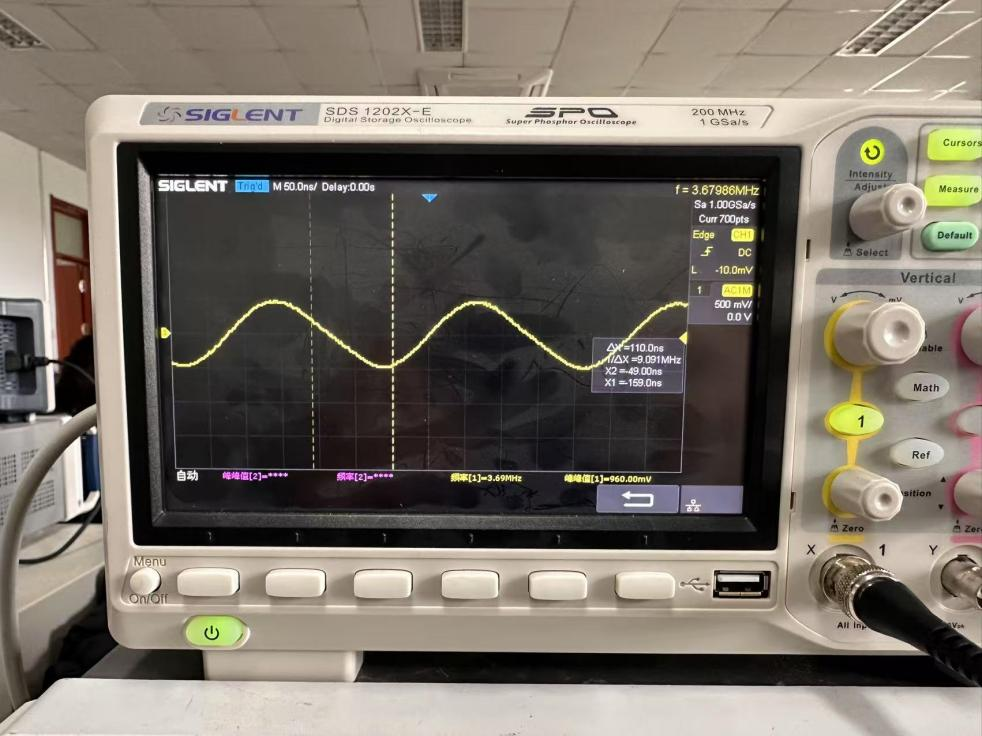 SIGLENT SDS 1202X-E
Digital Storage Oscilloscope
SPO
Super Phosphor Oscilloscope
200 MHz
1 GSa/s
SIGLENT Trig'd M 50.0ns/ Delay:0.00s
f = 3.67986MHz
Sa 1.00GSa/s
Curr 700pts
Edge CH1
DC
L -10.0mV
1 AC1M
500 mV/
0.0 V
ΔX=110.0ns
1/ΔX=9.091MHz
X2=-49.00ns
X1=-159.0ns
自动 峰峰值[2]=**** 频率[2]=**** 频率[1]=3.69MHz 峰峰值[1]=960.00mV
Menu
On/Off
Intensity
Adjust
Select
Cursors
Measure
Default
Vertical
V mV
V
Math
1
Ref
Zero
X 1 Y